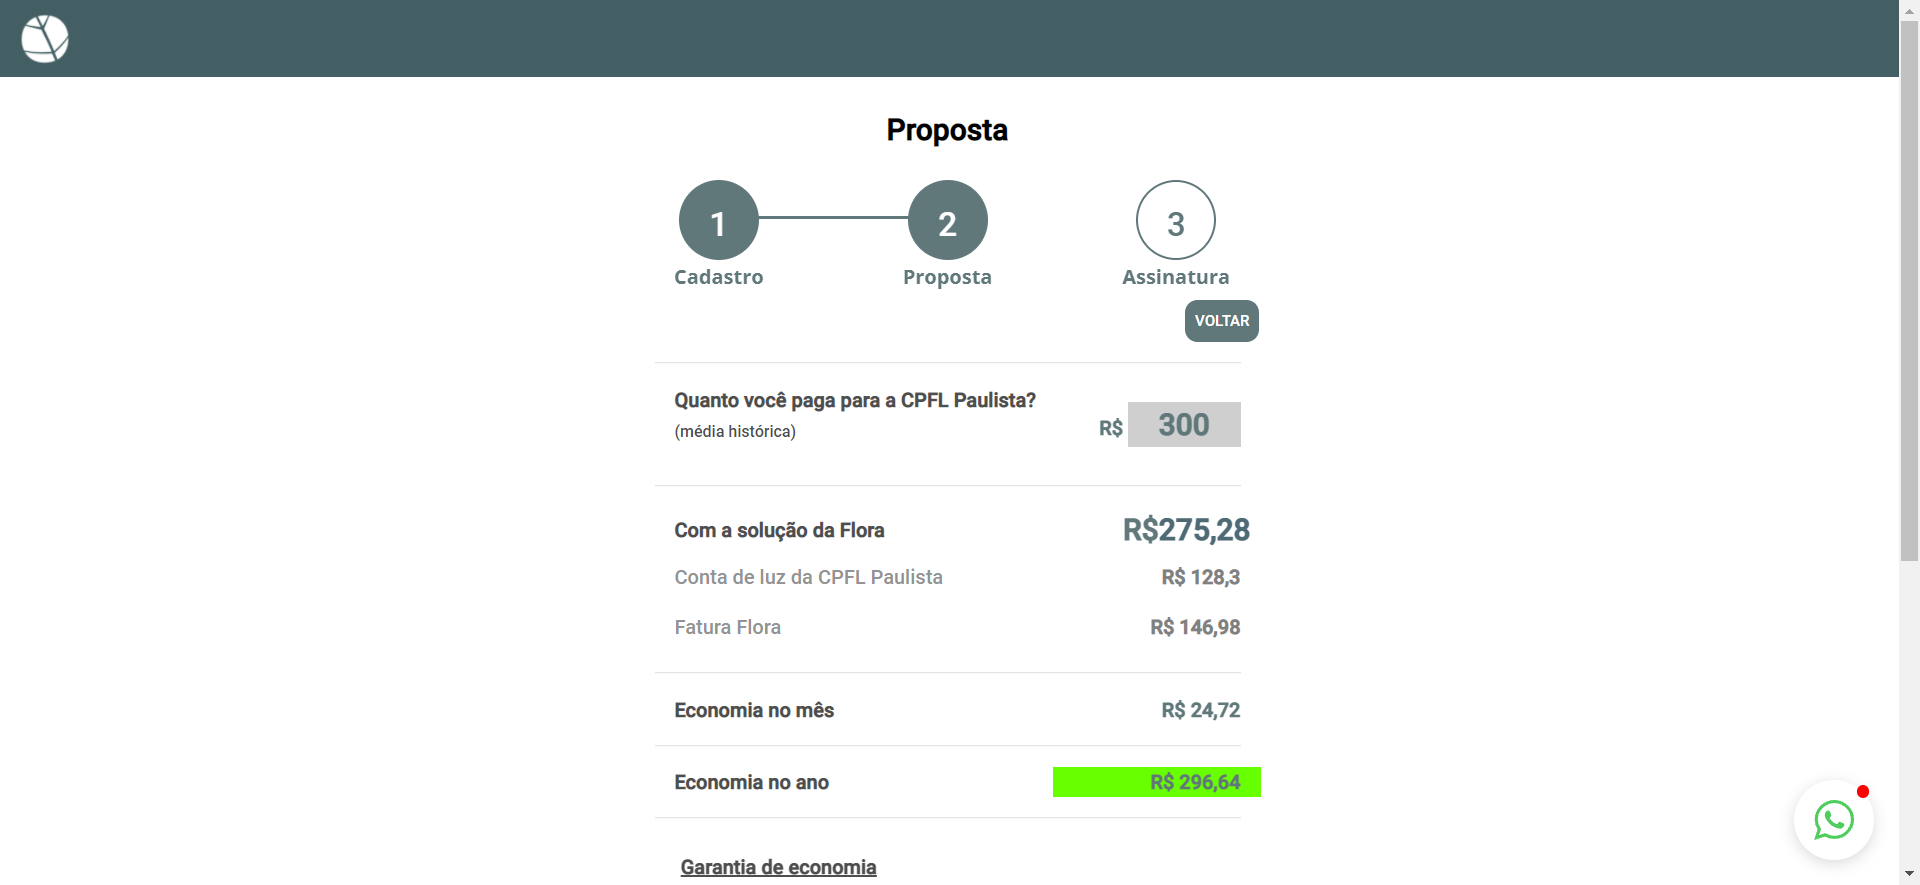 Proposta
1
2
3
Cadastro
Proposta
Assinatura
VOLTAR
Quanto você paga para a CPFL Paulista?
(média histórica)
R$ 300
Com a solução da Flora
R$275,28
Conta de luz da CPFL Paulista
R$ 128,3
Fatura Flora
R$ 146,98
Economia no mês
R$ 24,72
Economia no ano
R$ 296,64
Garantia de economia